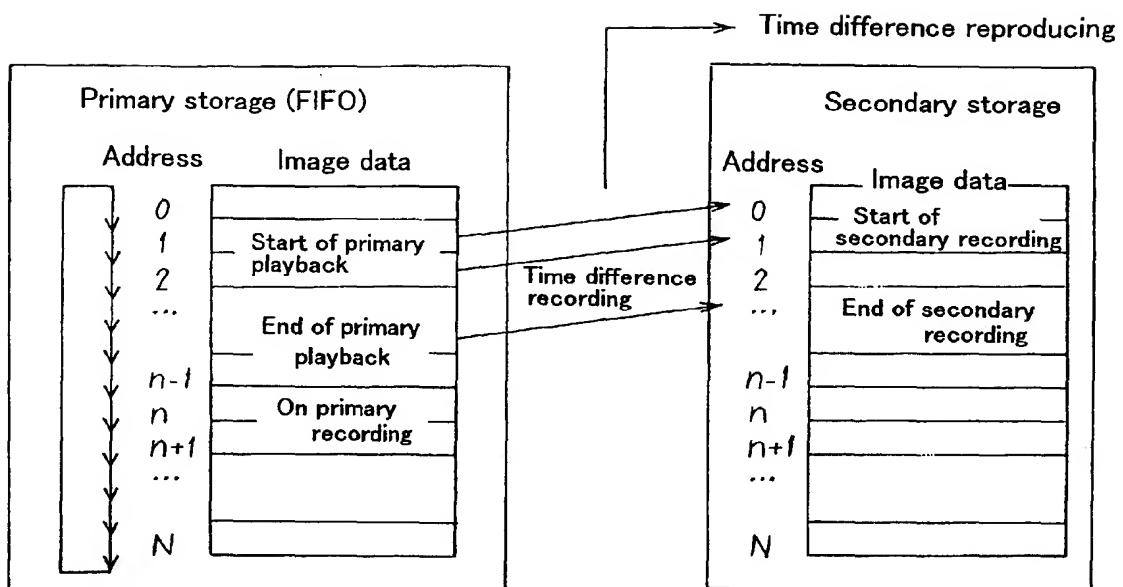 Time difference reproducing
Primary storage (FIFO)
Address
Image data
0
1
2
...
n-1
n
n+1
...
N
Start of primary
playback
End of primary
playback
On primary
recording
Time difference
recording
Secondary storage
Address
Image data
0
1
2
...
n-1
n
n+1
...
N
Start of
secondary recording
End of secondary
recording